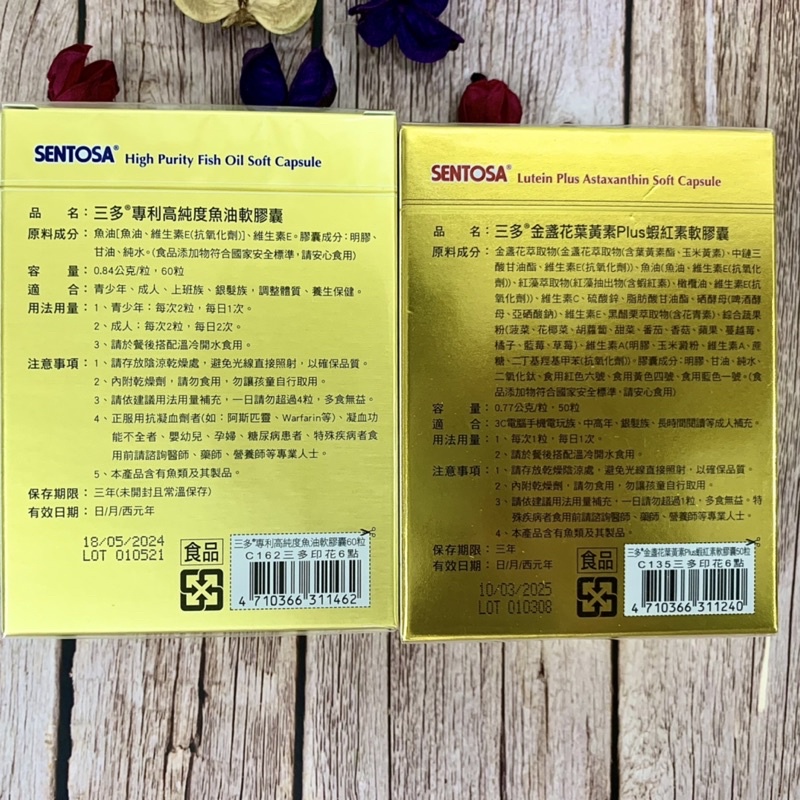 SENTOSA® High Purity Fish Oil Soft Capsule
品 名：三多®專利高純度魚油軟膠囊
原料成分：魚油[魚油、維生素E(抗氧化劑)]、維生素E。膠囊成分：明膠、
甘油、純水。(食品添加物符合國家安全標準，請安心食用)
容 量：0.84公克/粒，60粒
適 合：青少年、成人、上班族、銀髮族，調整體質、養生保健。
用法用量：1、青少年：每次2粒，每日1次。
2、成人：每次2粒，每日2次。
3、請於餐後搭配溫冷開水食用。
注意事項：1、請存放陰涼乾燥處，避免光線直接照射，以確保品質。
2、內附乾燥劑，請勿食用，勿讓孩童自行取用。
3、請依建議用法用量補充，一日請勿超過4粒，多食無益。
4、正服用抗凝血劑者(如：阿斯匹靈、Warfarin等)、凝血功
能不全者、嬰幼兒、孕婦、糖尿病患者、特殊疾病者食
用前請諮詢醫師、藥師、營養師等專業人士。
5、本產品含有魚類及其製品。
保存期限：三年(未開封且常溫保存)
有效日期：日/月/西元年
18/05/2024
LOT 010521
食品
三多®專利高純度魚油軟膠囊60粒
C162三多印花6點
4 710366 311462
SENTOSA® Lutein Plus Astaxanthin Soft Capsule
品 名：三多®金盞花葉黃素Plus蝦紅素軟膠囊
原料成分：金盞花萃取物(金盞花萃取物(含葉黃素酯、玉米黃素)、中鏈三
酸甘油酯、維生素E(抗氧化劑))、魚油(魚油、維生素E(抗氧化
劑))、紅藻萃取物(紅藻抽出物(含蝦紅素)、橄欖油、維生素E(抗
氧化劑))、維生素C、硫酸鋅、脂肪酸甘油酯、硒酵母(啤酒酵
母、亞硒酸鈉)、維生素E、黑醋栗萃取物(含花青素)、綜合蔬果
粉(菠菜、花椰菜、胡蘿蔔、甜菜、番茄、香菇、蘋果、蔓越莓、
橘子、藍莓、草莓)、維生素A(明膠、玉米澱粉、維生素A、蔗
糖、二丁基羥基甲苯(抗氧化劑))。膠囊成分：明膠、甘油、純水、
二氧化鈦、食用紅色六號、食用黃色四號、食用藍色一號。(食
品添加物符合國家安全標準，請安心食用)
容 量：0.77公克/粒，50粒
適 合：3C電腦手機電玩族、中高年、銀髮族、長時間閱讀等成人補充。
用法用量：1、每次1粒，每日1次。
2、請於餐後搭配溫冷開水食用。
注意事項：1、請存放乾燥陰涼處，避免光線直接照射，以確保品質。
2、內附乾燥劑，請勿食用，勿讓孩童自行取用。
3、請依建議用法用量補充，一日請勿超過1粒，多食無益。特
殊疾病者食用前請諮詢醫師、藥師、營養師等專業人士。
4、本產品含有魚類及其製品。
保存期限：三年
有效日期：日/月/西元年
10/03/2025
LOT 010308
食品
三多®金盞花葉黃素Plus蝦紅素軟膠囊50粒
C135三多印花6點
4 710366 311240